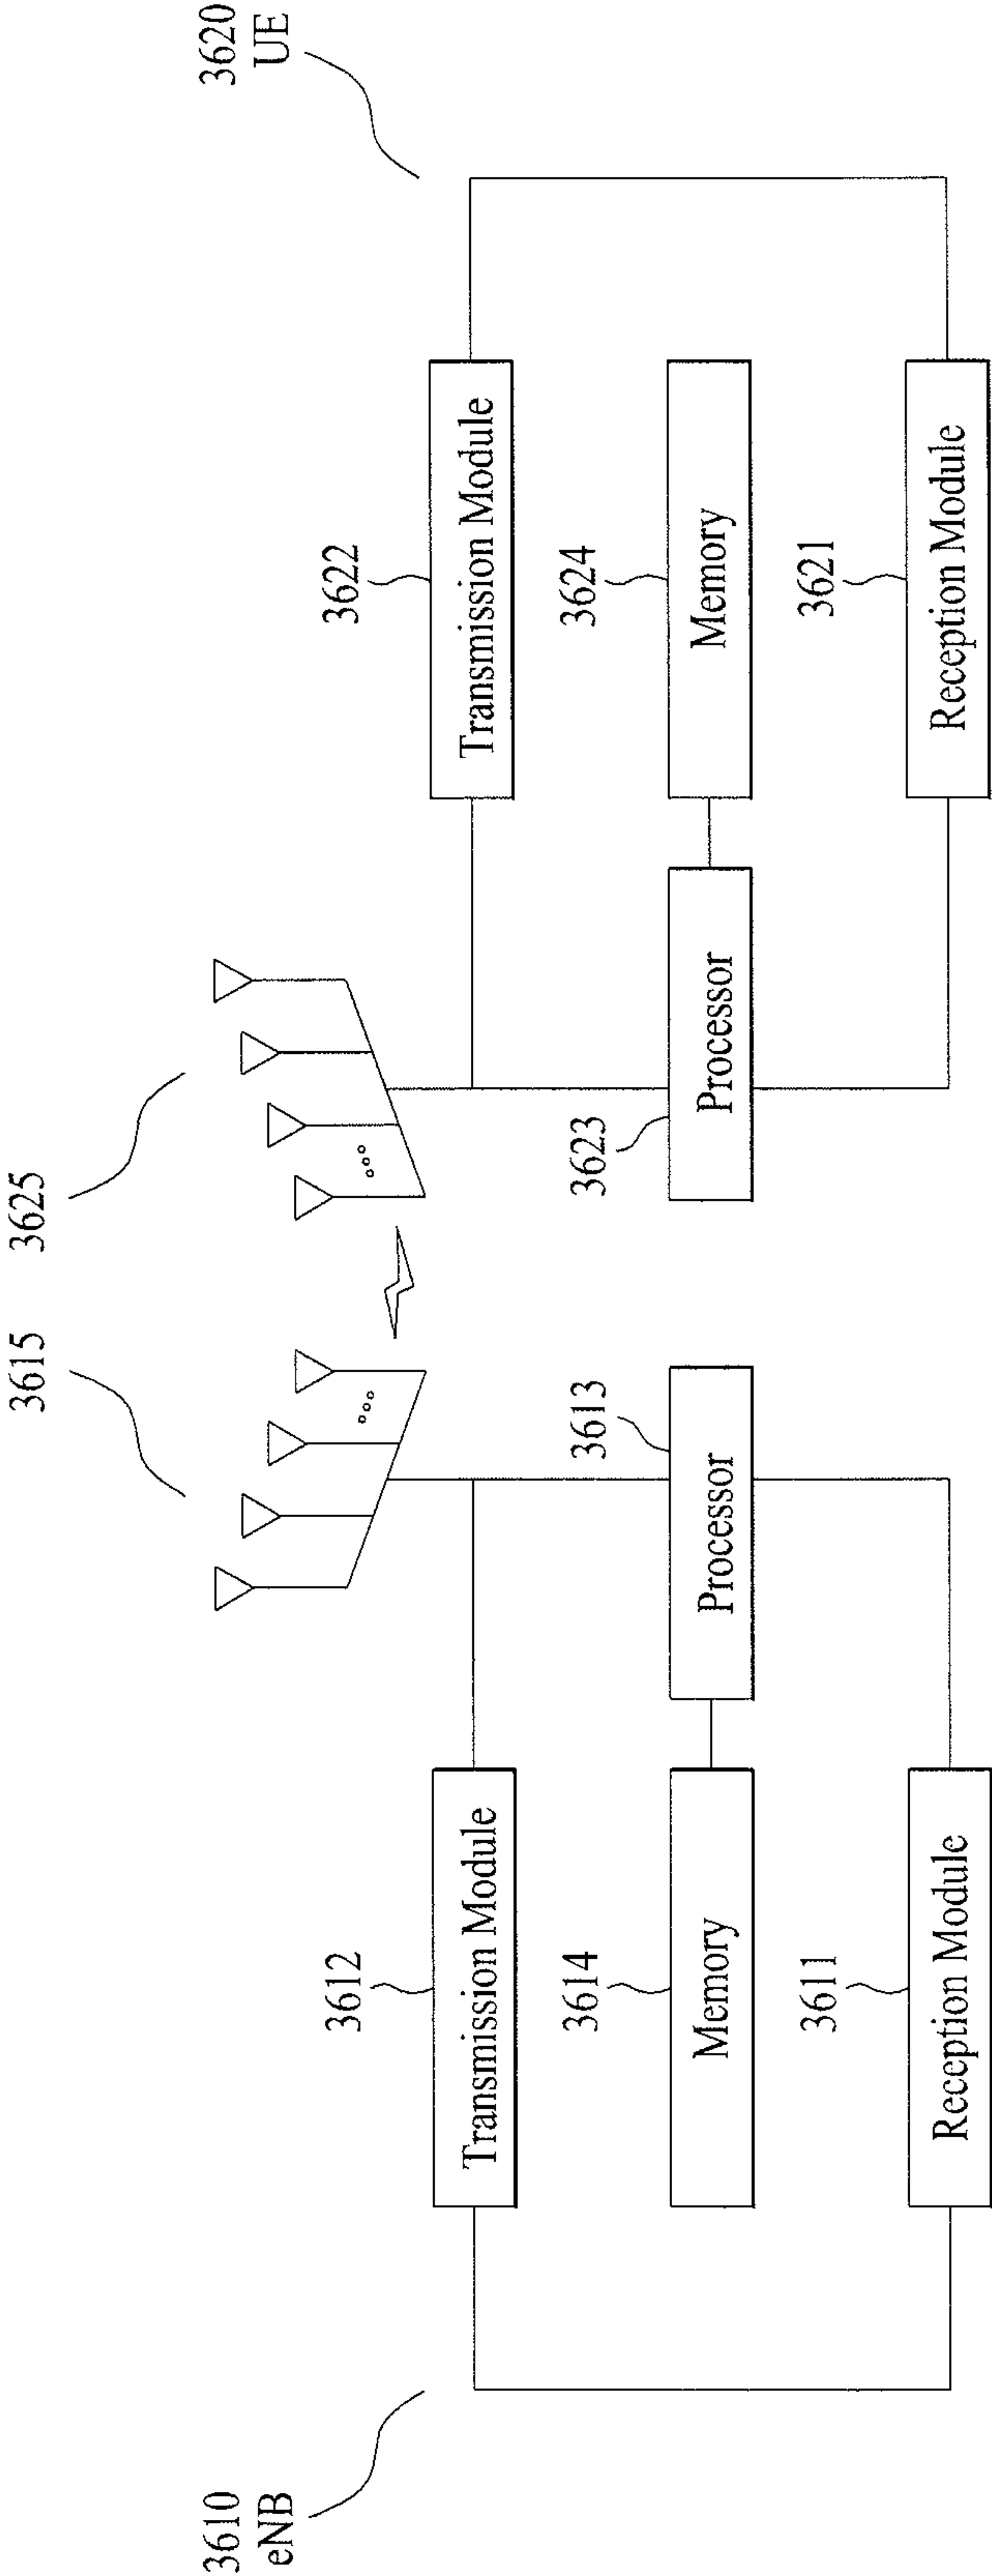 3610
eNB
3615
3625
3620
UE
3612
Transmission Module
3622
Transmission Module
3614
Memory
3613
Processor
3623
Processor
3624
Memory
3611
Reception Module
3621
Reception Module